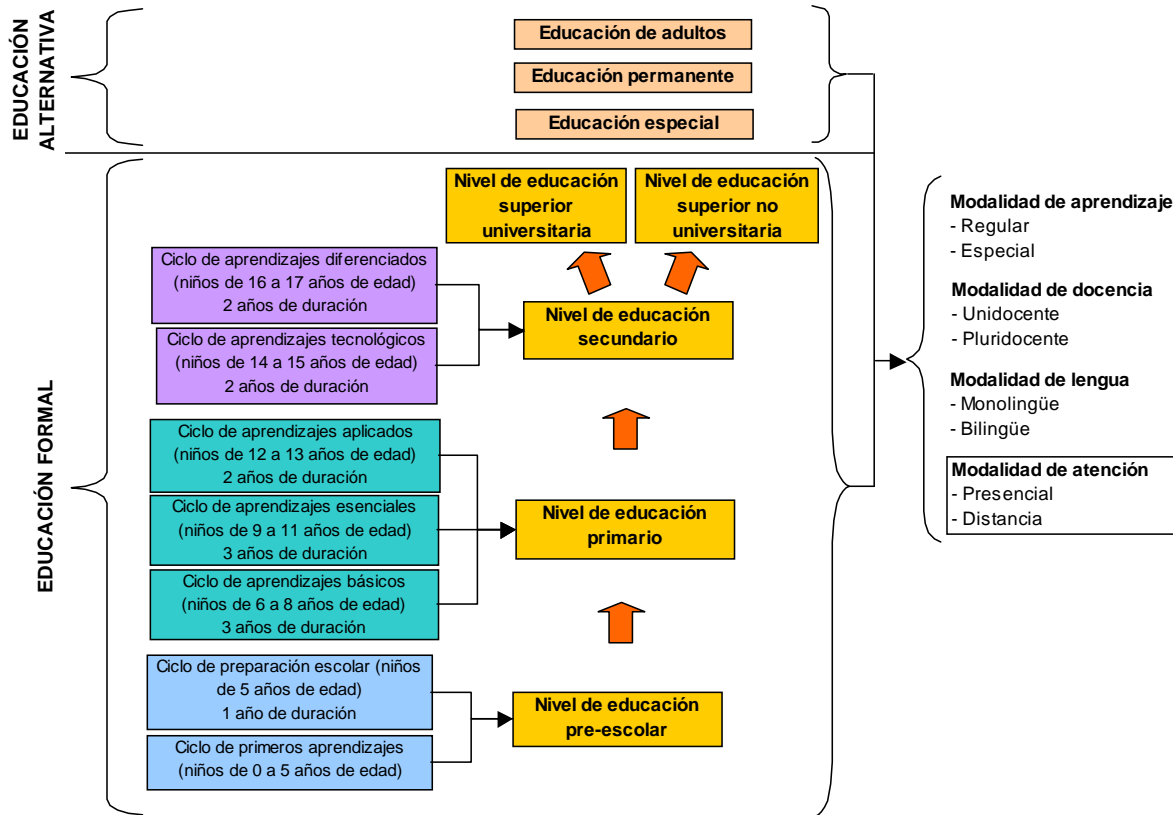 EDUCACIÓN
ALTERNATIVA
Educación de adultos
Educación permanente
Educación especial
EDUCACIÓN FORMAL
Nivel de educación
superior
universitaria
Nivel de educación
superior no
universitaria
Ciclo de aprendizajes diferenciados
(niños de 16 a 17 años de edad)
2 años de duración
Ciclo de aprendizajes tecnológicos
(niños de 14 a 15 años de edad)
2 años de duración
Nivel de educación
secundario
Ciclo de aprendizajes aplicados
(niños de 12 a 13 años de edad)
2 años de duración
Ciclo de aprendizajes esenciales
(niños de 9 a 11 años de edad)
3 años de duración
Ciclo de aprendizajes básicos
(niños de 6 a 8 años de edad)
3 años de duración
Nivel de educación
primario
Ciclo de preparación escolar (niños
de 5 años de edad)
1 año de duración
Ciclo de primeros aprendizajes
(niños de 0 a 5 años de edad)
Nivel de educación
pre-escolar
Modalidad de aprendizaje
- Regular
- Especial
Modalidad de docencia
- Unidocente
- Pluridocente
Modalidad de lengua
- Monolingüe
- Bilingüe
Modalidad de atención
- Presencial
- Distancia